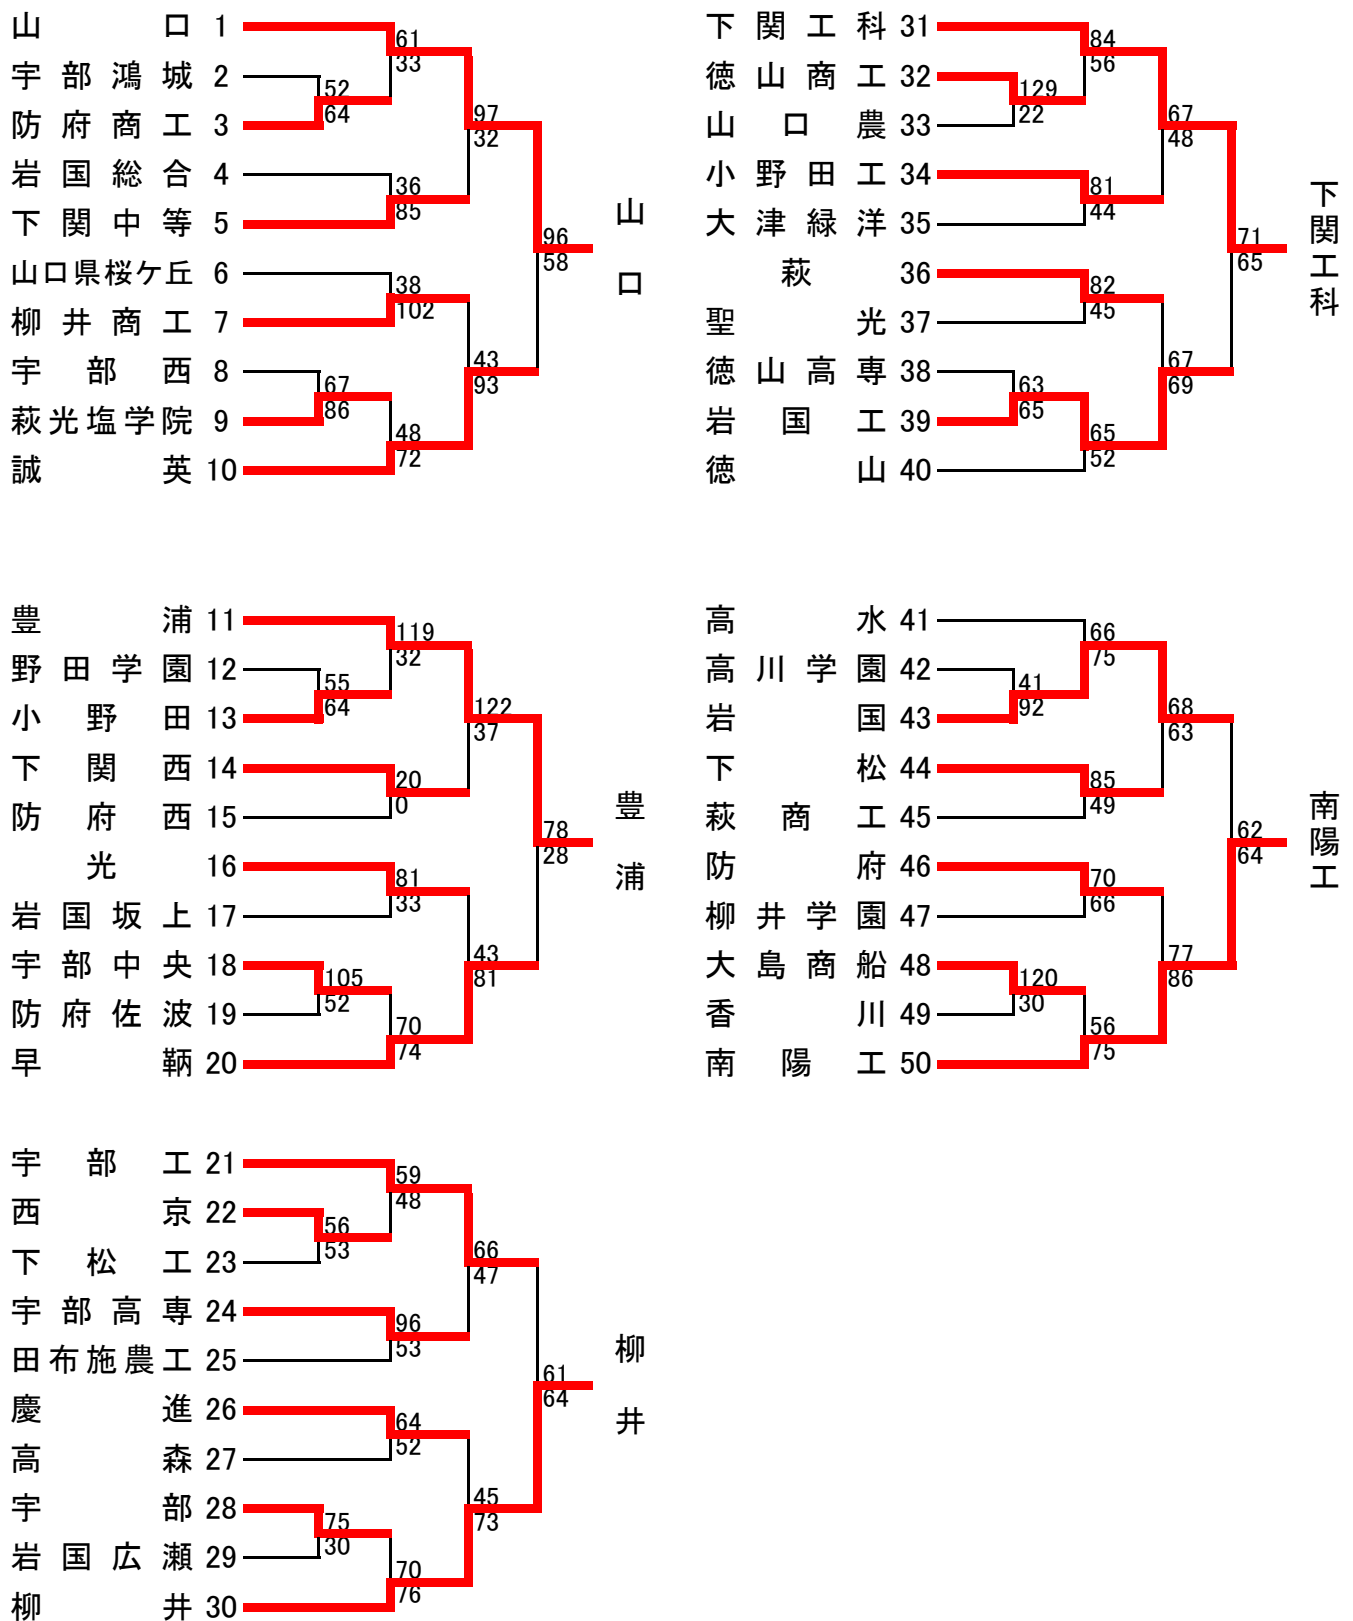 山口 1
宇部鴻城 2
防府商工 3
岩国総合 4
下関中等 5
山口県桜ケ丘 6
柳井商工 7
宇部西 8
萩光塩学院 9
誠英 10
61
33
52
64
97
32
36
85
96
58
38
102
43
93
67
86
48
72
山口
下関工科 31
徳山商工 32
山口農 33
小野田工 34
大津緑洋 35
萩 36
聖光 37
徳山高専 38
岩国工 39
徳山 40
84
56
129
22
67
48
81
44
71
65
82
45
67
69
63
65
65
52
下関工科
豊浦 11
野田学園 12
小野田 13
下関西 14
防府西 15
光 16
岩国坂上 17
宇部中央 18
防府佐波 19
早鞆 20
119
32
55
64
122
37
20
0
78
28
81
33
43
81
105
52
70
74
豊浦
高水 41
高川学園 42
岩国 43
下松 44
萩商工 45
防府 46
柳井学園 47
大島商船 48
香川 49
南陽工 50
66
75
41
92
68
63
85
49
62
64
70
66
77
86
120
30
56
75
南陽工
宇部工 21
西京 22
下松工 23
宇部高専 24
田布施農工 25
慶進 26
高森 27
宇部 28
岩国広瀬 29
柳井 30
59
48
56
53
66
47
96
53
61
64
64
52
45
73
75
30
70
76
柳井